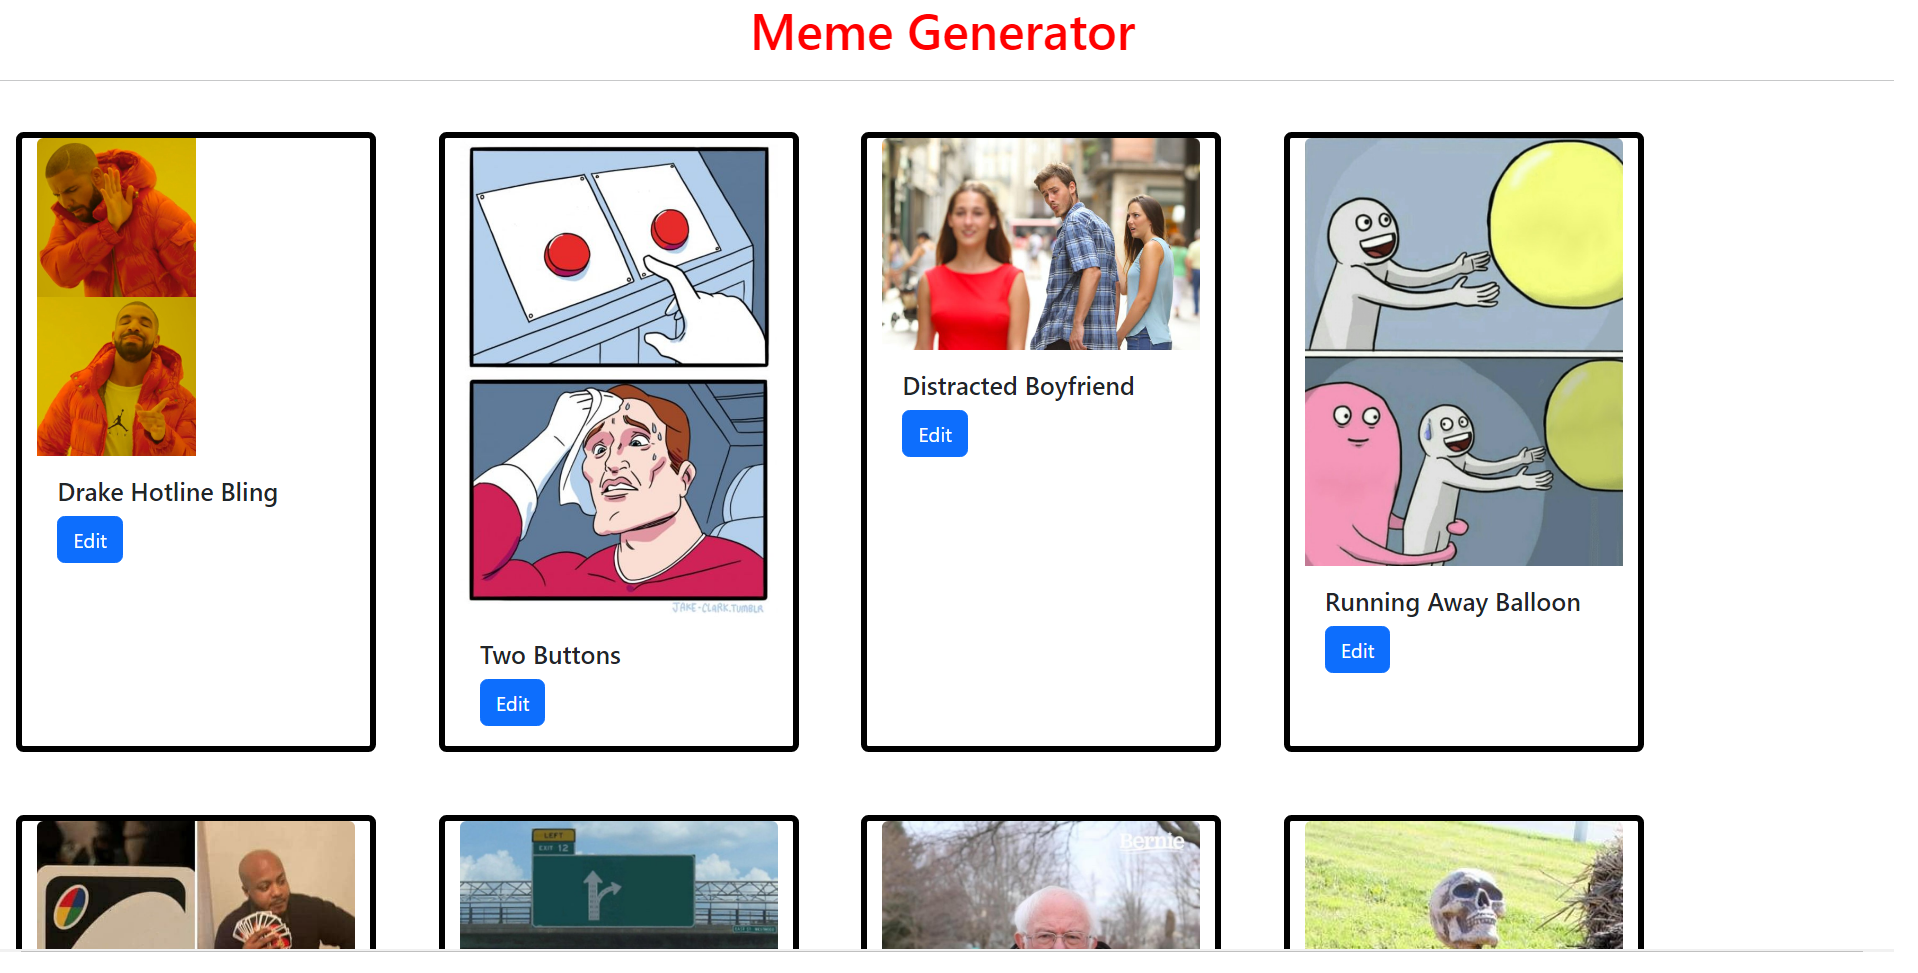 Meme Generator
Drake Hotline Bling
Edit
JAKE-CLARK.TUMBLR
Two Buttons
Edit
Distracted Boyfriend
Edit
Running Away Balloon
Edit
LEFT
EXIT 12
Bernie